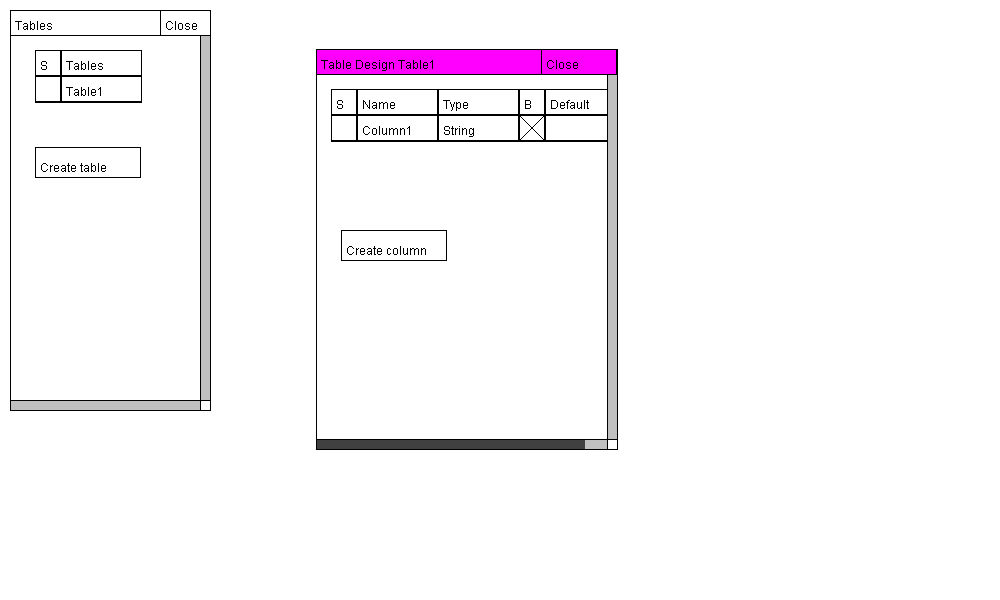 Tables Close
S Tables
Table1
Create table
Table Design Table1 Close
S Name Type B Default
Column1 String
Create column